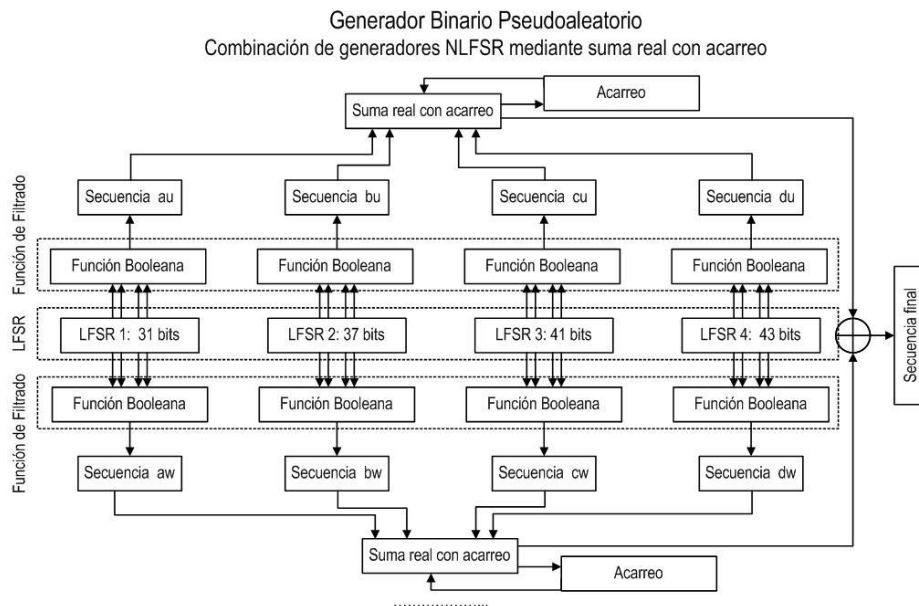 Generador Binario Pseudoaleatorio
Combinación de generadores NLFSR mediante suma real con acarreo
Acarreo
Suma real con acarreo
Secuencia au
Secuencia bu
Secuencia cu
Secuencia du
Función de Filtrado
Función Booleana
Función Booleana
Función Booleana
Función Booleana
LFSR
LFSR 1: 31 bits
LFSR 2: 37 bits
LFSR 3: 41 bits
LFSR 4: 43 bits
Secuencia final
Función de Filtrado
Función Booleana
Función Booleana
Función Booleana
Función Booleana
Secuencia aw
Secuencia bw
Secuencia cw
Secuencia dw
Suma real con acarreo
Acarreo